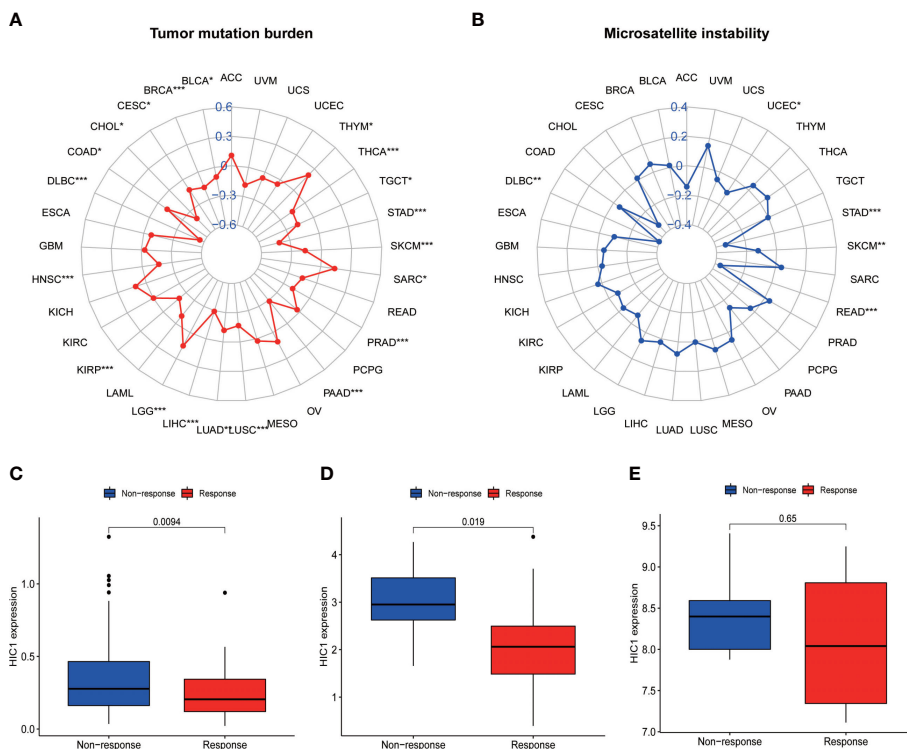 A
Tumor mutation burden
ACC
UVM
UCS
UCEC
THYM*
THCA***
TGCT*
STAD***
SKCM***
SARC*
READ
PRAD***
PCPG
PAAD***
OV
MESO
LUSC***
LUAD**
LIHC***
LGG***
LAML
KIRP***
KIRC
KICH
HNSC***
GBM
ESCA
DLBC***
COAD*
CHOL*
CESC*
BRCA***
BLCA*
0.6
0.3
0
−0.3
−0.6
B
Microsatellite instability
ACC
UVM
UCS
UCEC*
THYM
THCA
TGCT
STAD***
SKCM**
SARC
READ***
PRAD
PCPG
PAAD
OV
MESO
LUSC
LUAD
LIHC
LGG
LAML
KIRP
KIRC
KICH
HNSC
GBM
ESCA
DLBC**
COAD
CHOL
CESC
BRCA
BLCA
0.4
0.2
0
−0.2
−0.4
C
Non-response Response
0.0094
HIC1 expression
1.0
0.5
0.0
Non-response Response
D
Non-response Response
0.019
HIC1 expression
4
3
2
1
Non-response Response
E
Non-response Response
0.65
HIC1 expression
9.5
9.0
8.5
8.0
7.5
7.0
Non-response Response